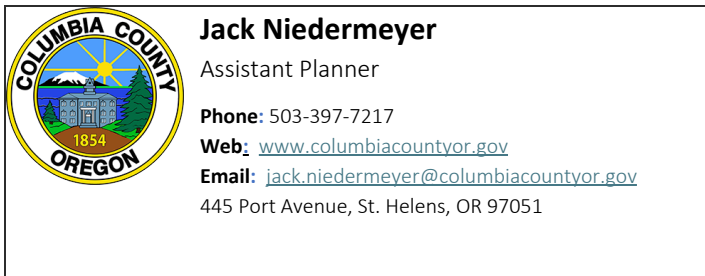 COLUMBIA COUNTY
1854
OREGON
Jack Niedermeyer
Assistant Planner
Phone: 503-397-7217
Web: www.columbiacountyor.gov
Email: jack.niedermeyer@columbiacountyor.gov
445 Port Avenue, St. Helens, OR 97051